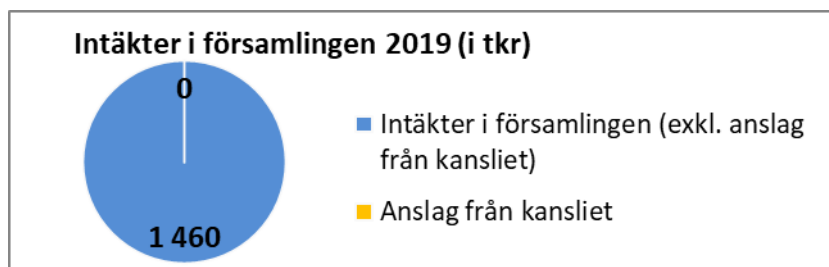 Intäkter i församlingen 2019 (i tkr)
0
1 460
Intäkter i församlingen (exkl. anslag
från kansliet)
Anslag från kansliet